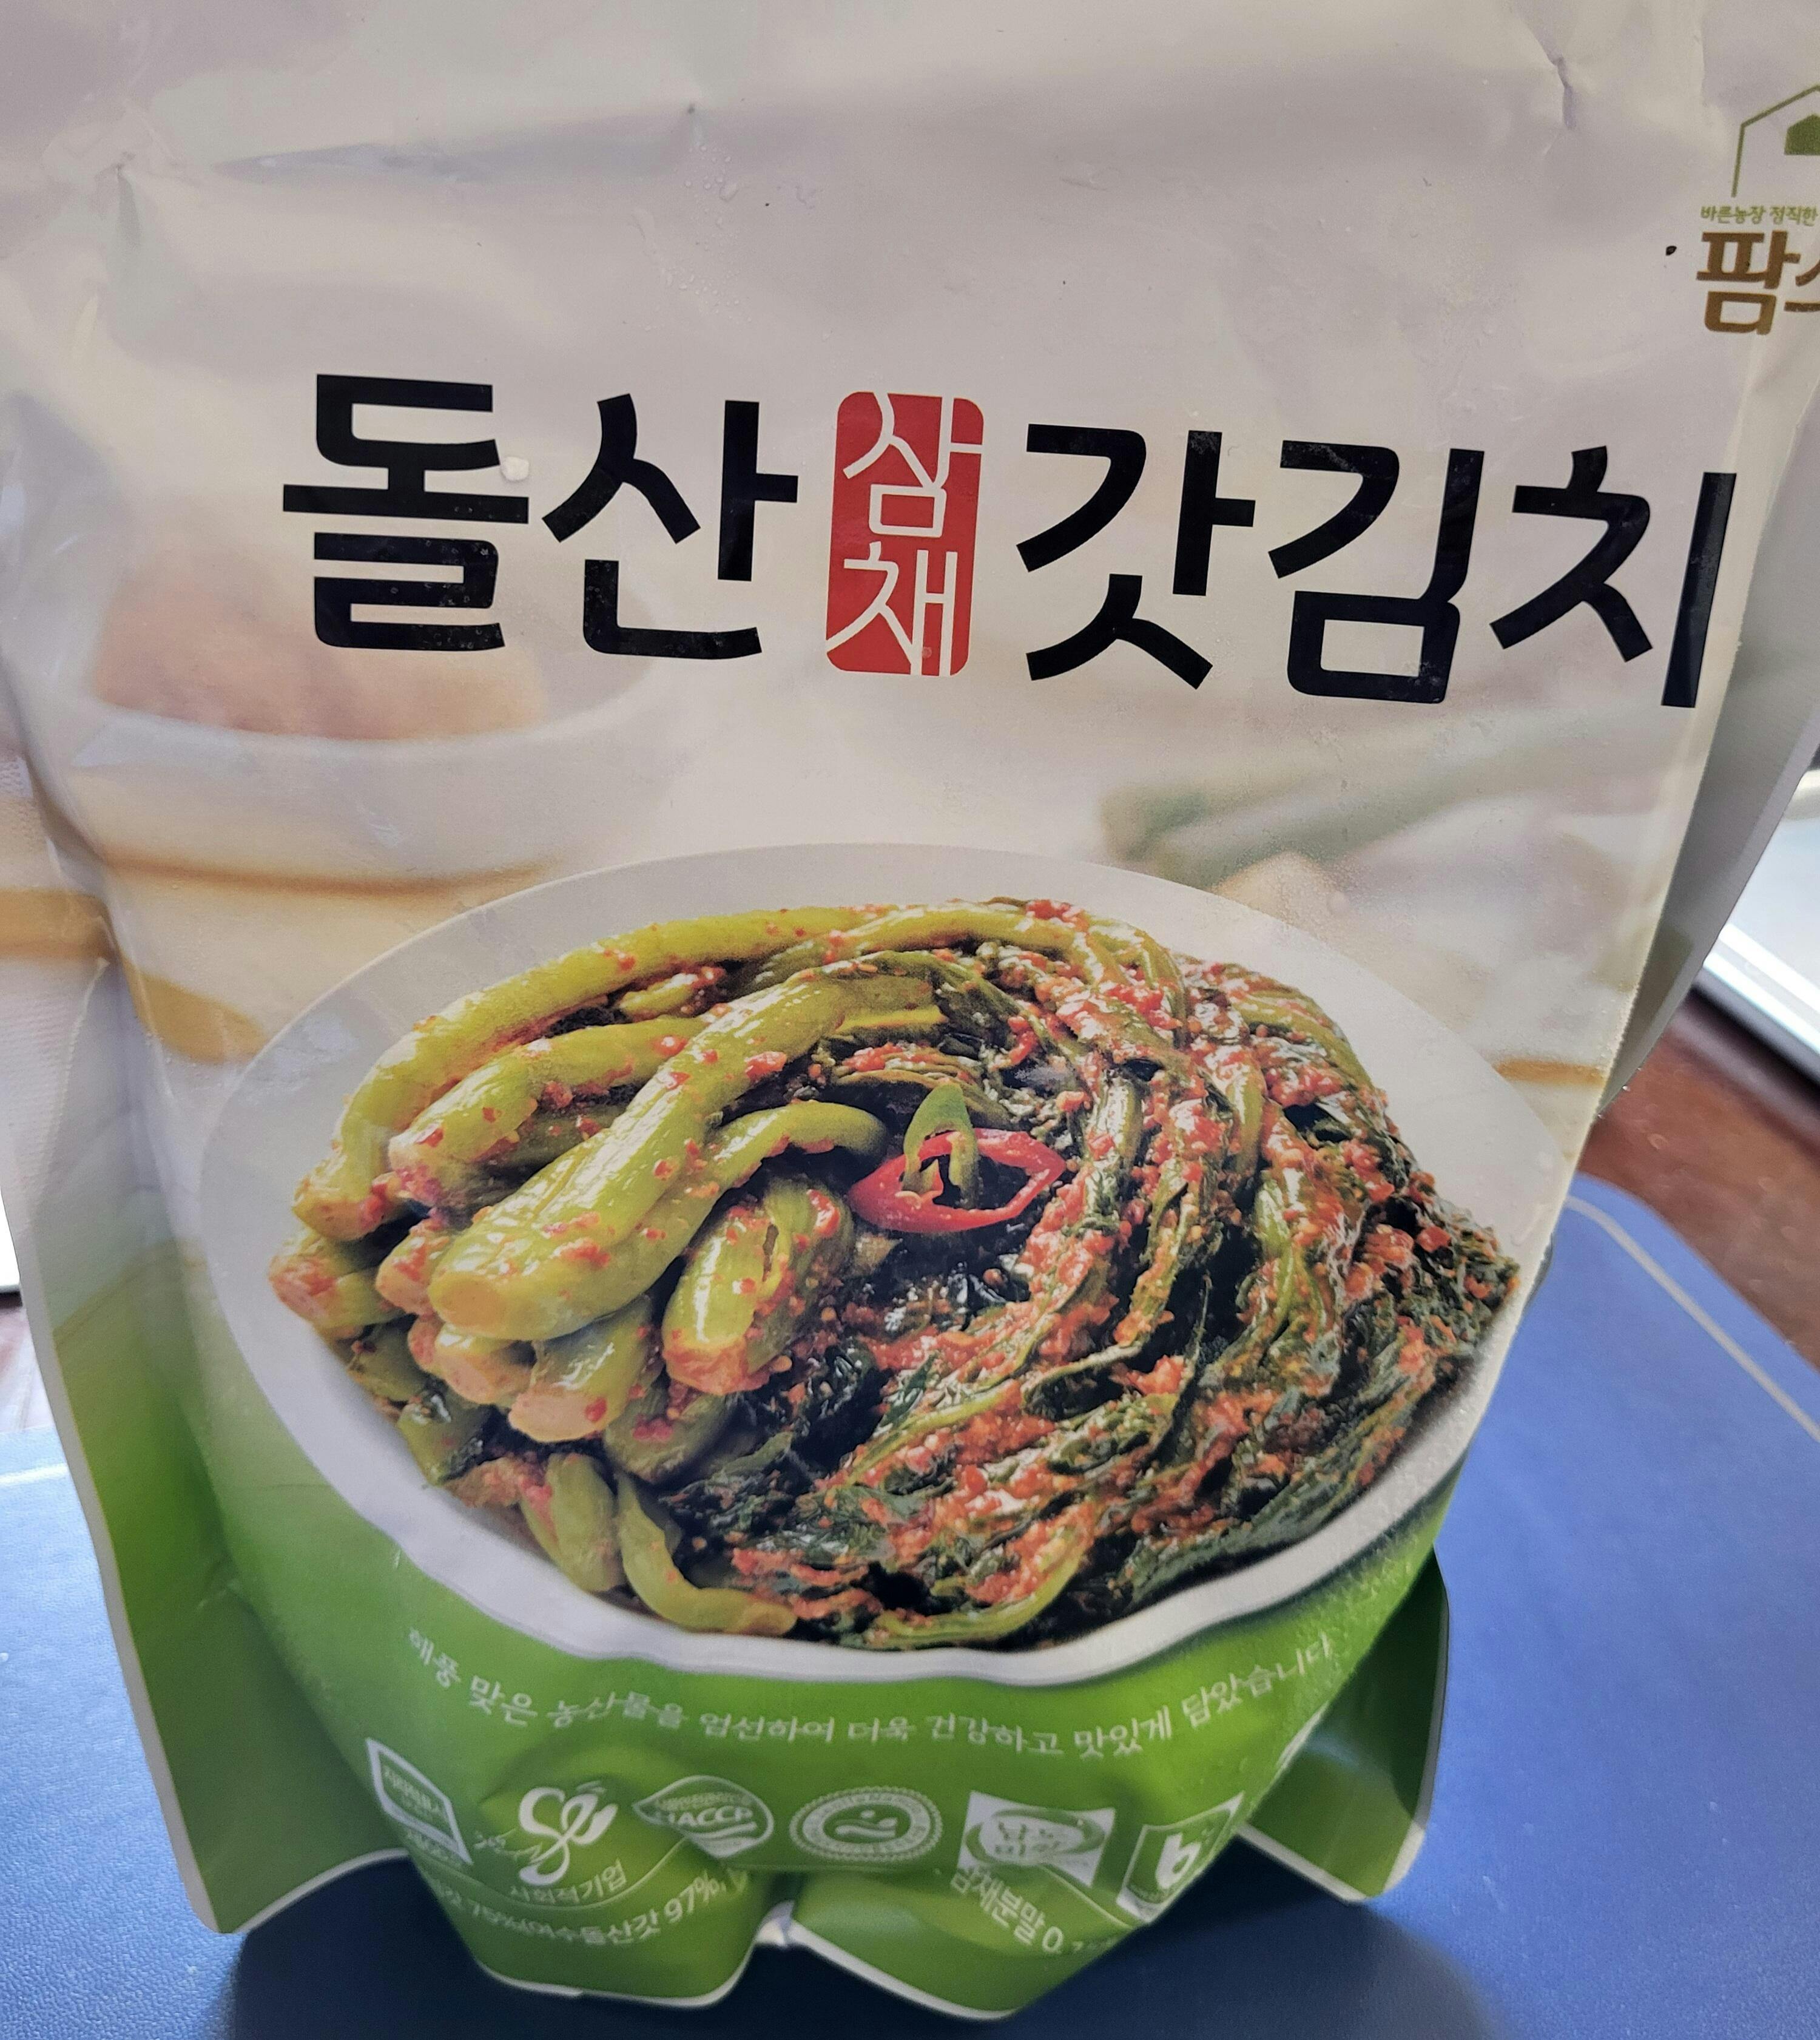 바른농장 정직한
팜
돌산 삼채 갓김치
해풍 맞은 농산물을 엄선하여 더욱 건강하고 맛있게 담았습니다
HACCP
사회적기업
여수돌산갓 97%
삼채분말 0.